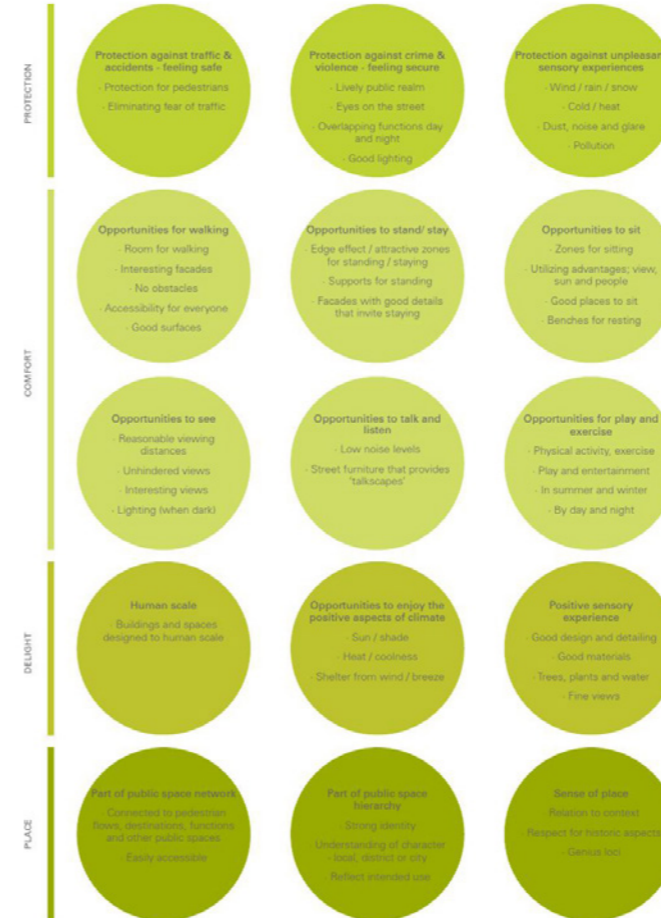 PROTECTION
Protection against traffic &
accidents - feeling safe
· Protection for pedestrians
· Eliminating fear of traffic
Protection against crime &
violence - feeling secure
· Lively public realm
· Eyes on the street
· Overlapping functions day
and night
· Good lighting
Protection against unpleasan
sensory experiences
· Wind / rain / snow
· Cold / heat
· Dust, noise and glare
· Pollution
COMFORT
Opportunities for walking
· Room for walking
· Interesting facades
· No obstacles
· Accessibility for everyone
· Good surfaces
Opportunities to stand/ stay
· Edge effect / attractive zones
for standing / staying
· Supports for standing
· Facades with good details
that invite staying
Opportunities to sit
· Zones for sitting
· Utilizing advantages; view,
sun and people
· Good places to sit
· Benches for resting
Opportunities to see
· Reasonable viewing
distances
· Unhindered views
· Interesting views
· Lighting (when dark)
Opportunities to talk and
listen
· Low noise levels
· Street furniture that provides
'talkscapes'
Opportunities for play and
exercise
· Physical activity, exercise
· Play and entertainment
· In summer and winter
· By day and night
DELIGHT
Human scale
· Buildings and spaces
designed to human scale
Opportunities to enjoy the
positive aspects of climate
· Sun / shade
· Heat / coolness
· Shelter from wind / breeze
Positive sensory
experience
· Good design and detailing
· Good materials
· Trees, plants and water
· Fine views
PLACE
Part of public space network
· Connected to pedestrian
flows, destinations, functions
and other public spaces
· Easily accessible
Part of public space
hierarchy
· Strong identity
· Understanding of character
- local, district or city
· Reflect intended use
Sense of place
· Relation to context
· Respect for historic aspects
· Genius loci